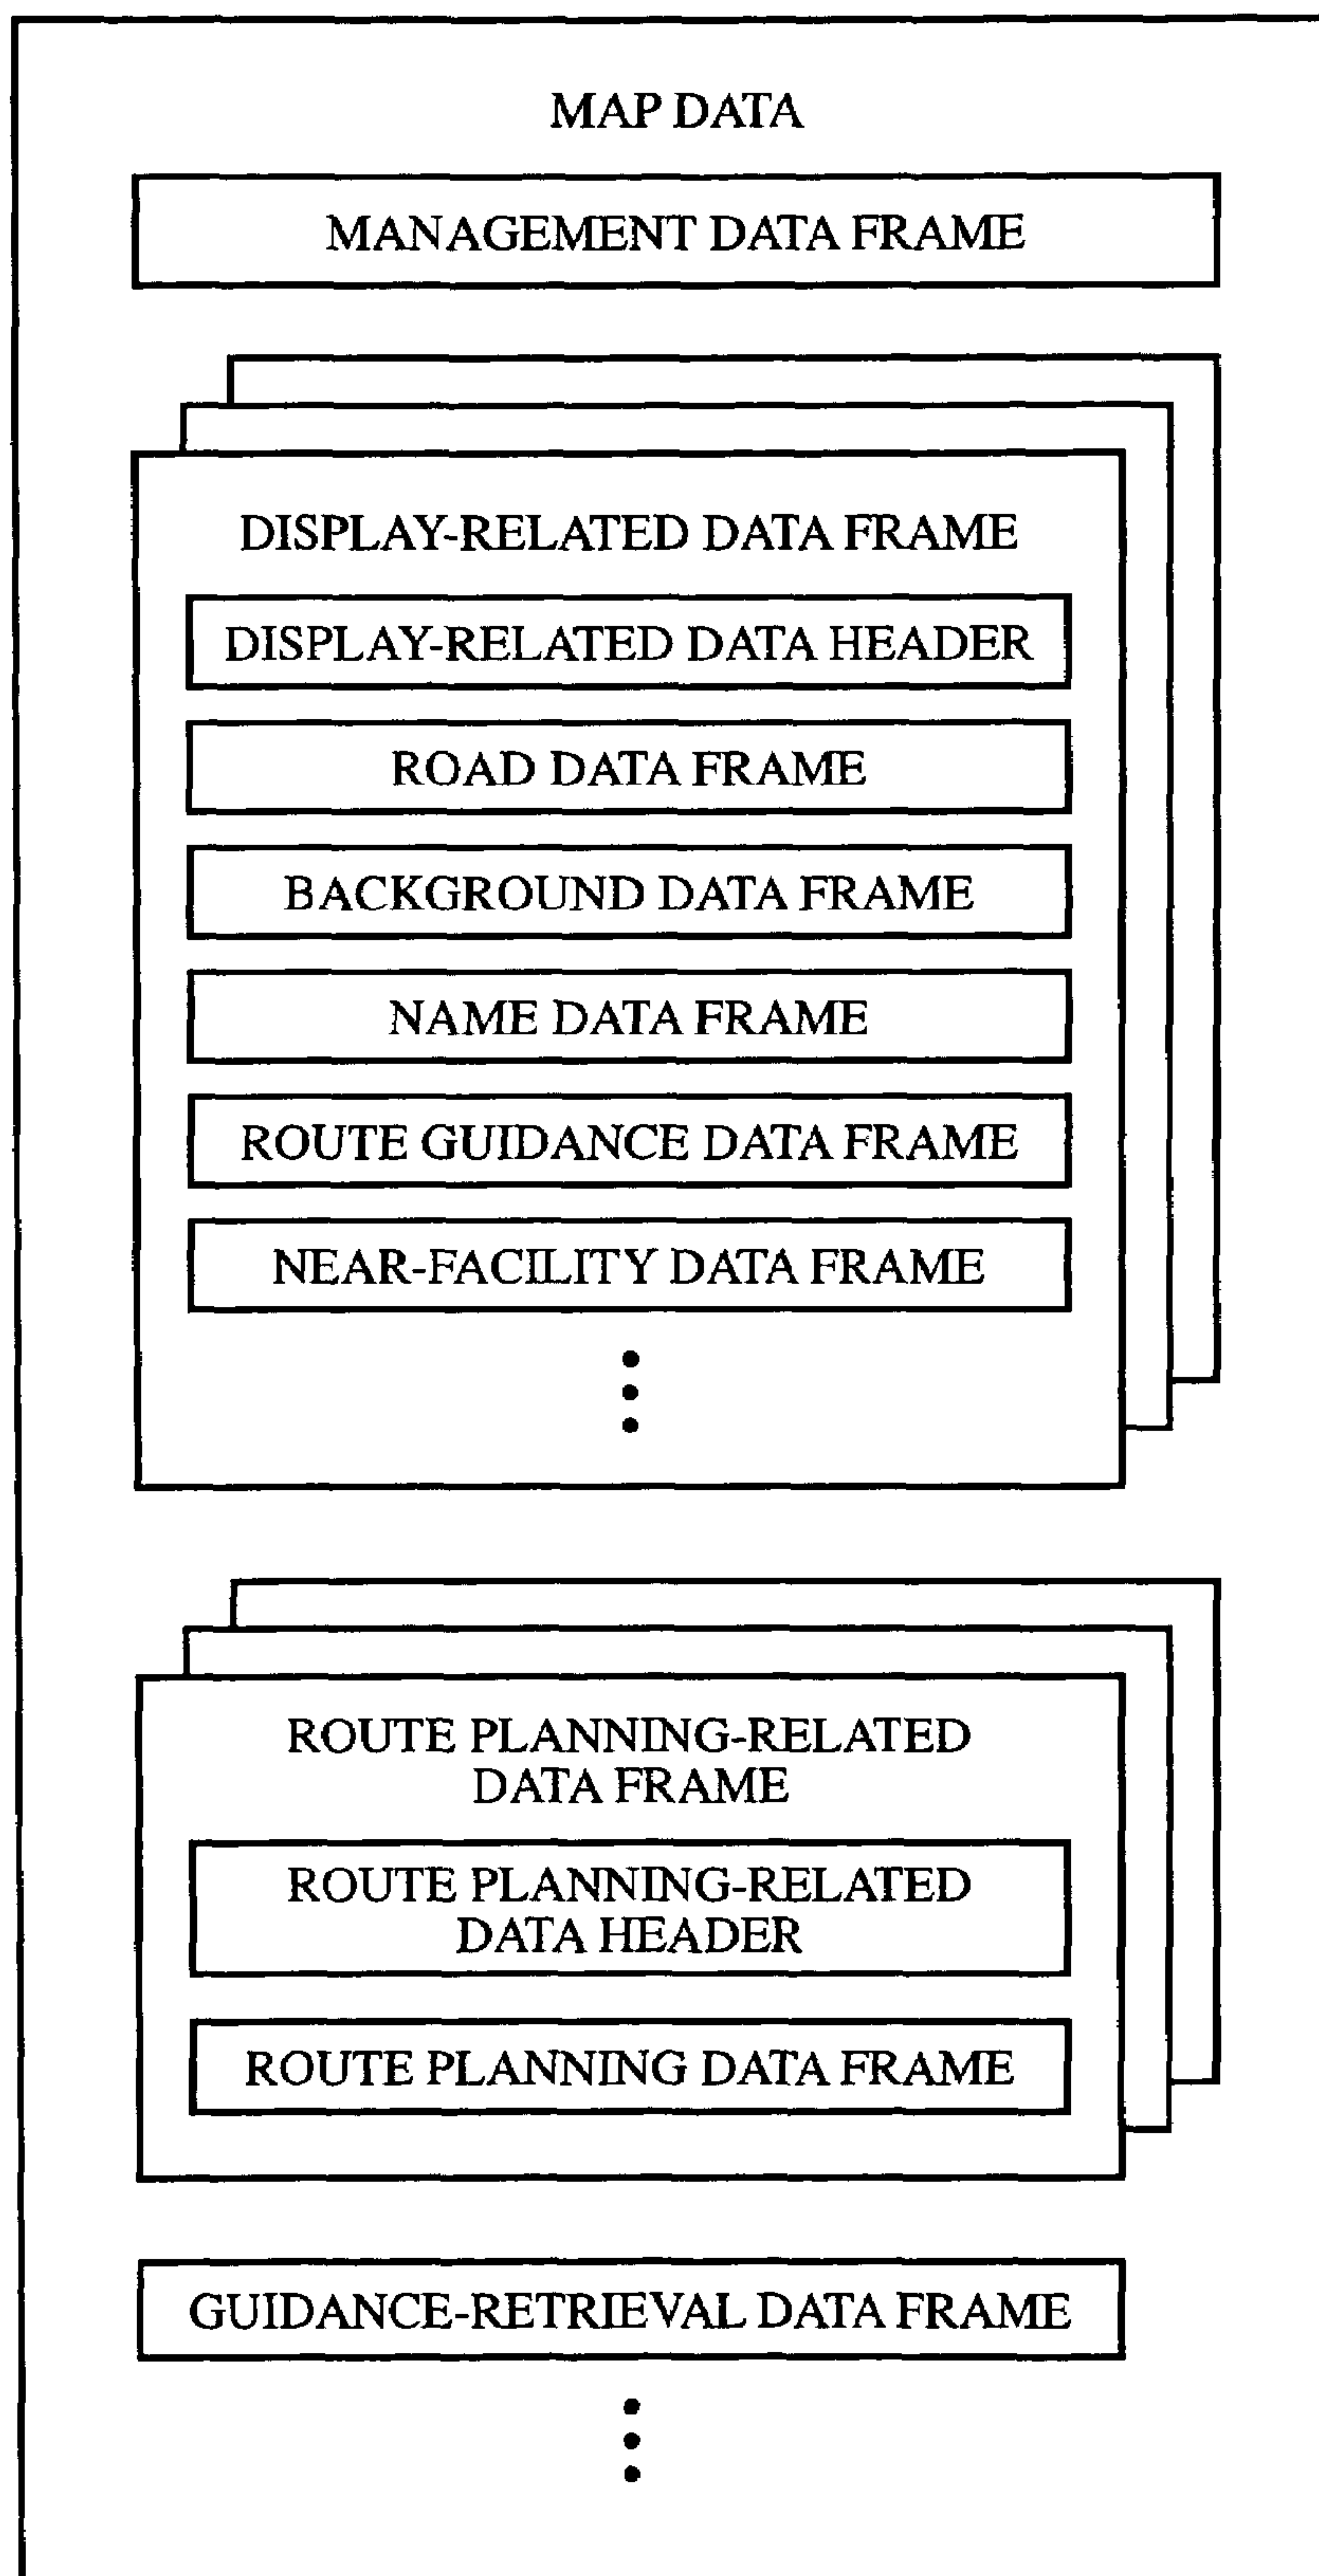 MAP DATA
MANAGEMENT DATA FRAME
DISPLAY-RELATED DATA FRAME
DISPLAY-RELATED DATA HEADER
ROAD DATA FRAME
BACKGROUND DATA FRAME
NAME DATA FRAME
ROUTE GUIDANCE DATA FRAME
NEAR-FACILITY DATA FRAME
ROUTE PLANNING-RELATED
DATA FRAME
ROUTE PLANNING-RELATED
DATA HEADER
ROUTE PLANNING DATA FRAME
GUIDANCE-RETRIEVAL DATA FRAME